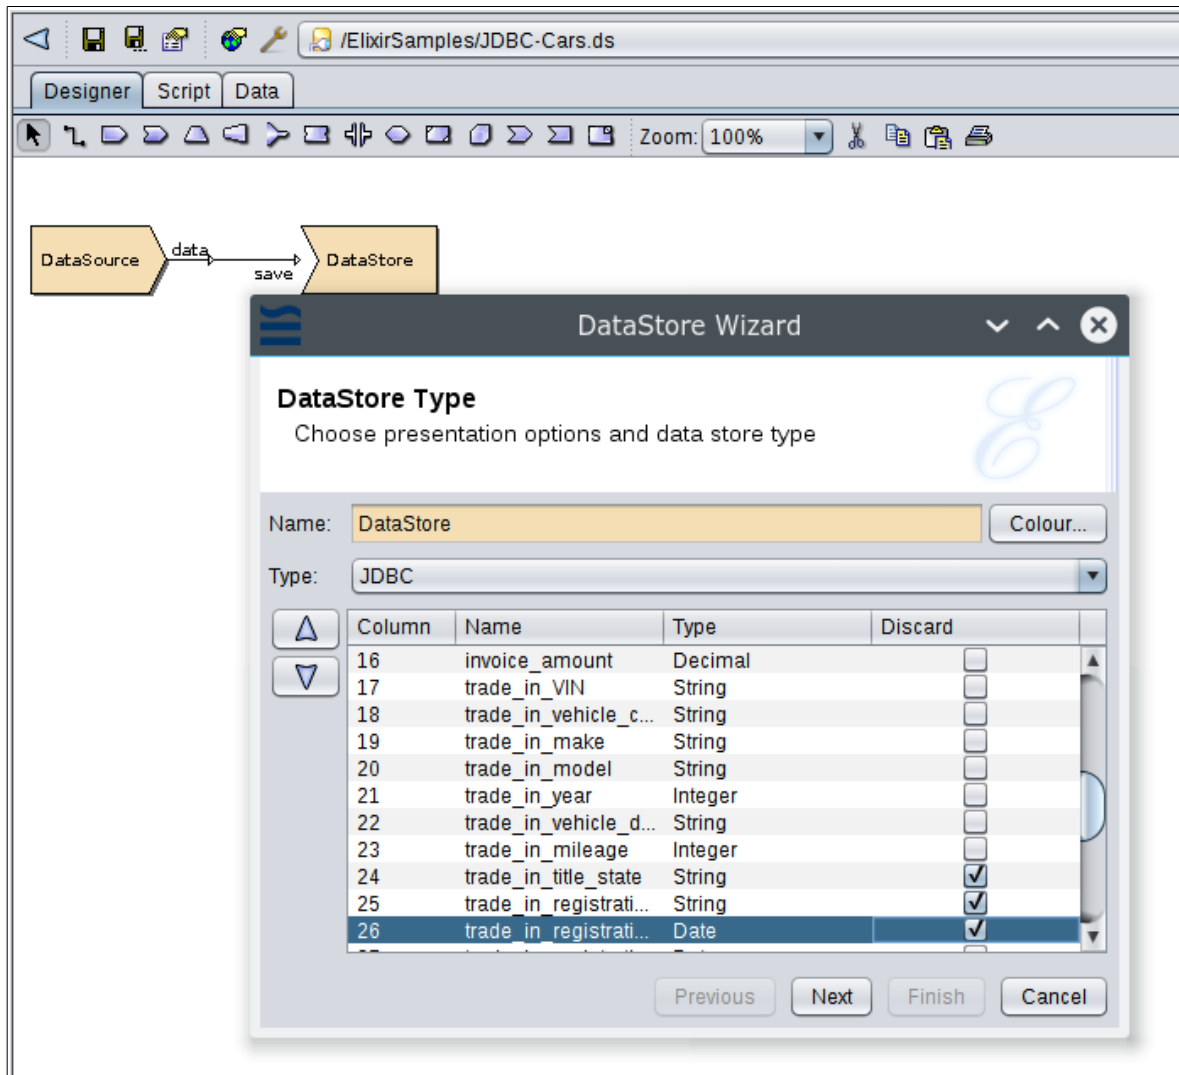 /ElixirSamples/JDBC-Cars.ds
Designer Script Data
Zoom: 100%
DataSource data save DataStore
DataStore Wizard
DataStore Type
Choose presentation options and data store type
Name: DataStore Colour...
Type: JDBC
Column Name Type Discard
16 invoice_amount Decimal
17 trade_in_VIN String
18 trade_in_vehicle_c... String
19 trade_in_make String
20 trade_in_model String
21 trade_in_year Integer
22 trade_in_vehicle_d... String
23 trade_in_mileage Integer
24 trade_in_title_state String
25 trade_in_registrati... String
26 trade_in_registrati... Date
Previous Next Finish Cancel